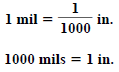 1 mil = 1/1000 in.
1000 mils = 1 in.